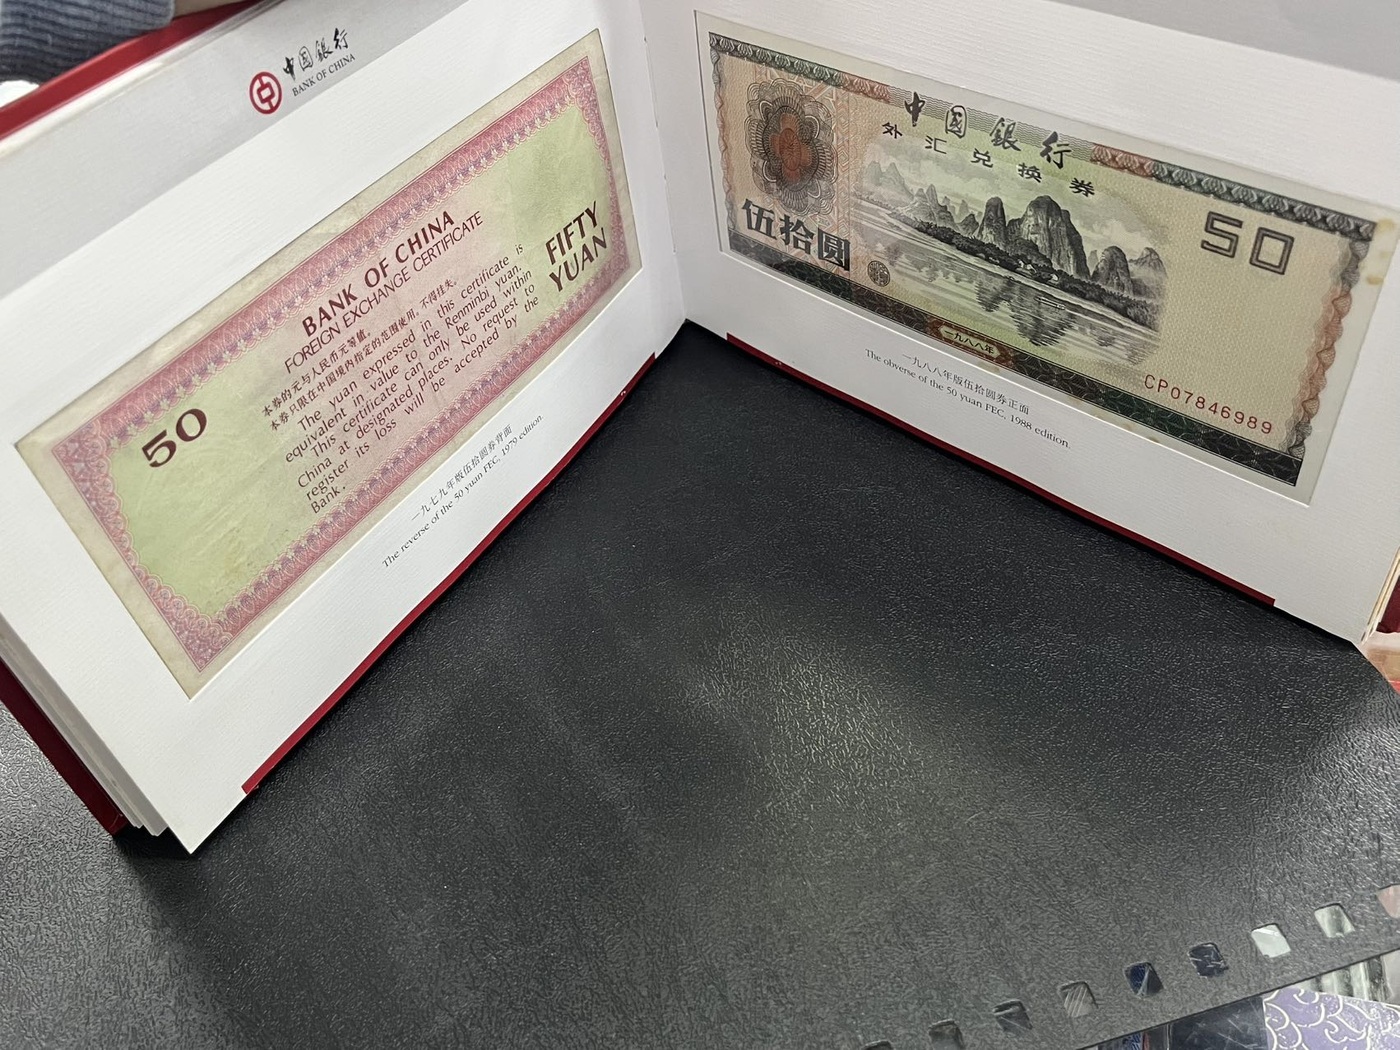 中国银行
BANK OF CHINA
BANK OF CHINA
FOREIGN EXCHANGE CERTIFICATE
本券的元与人民币元等值。
本券只限在中国境内指定的范围使用，不得挂失。
The yuan expressed in this certificate is
equivalent in value to the Renminbi yuan.
This certificate can only be used within
China at designated places. No request to
register its loss will be accepted by the
Bank.
50
FIFTY
YUAN
一九七九年版伍拾圆券背面
The reverse of the 50 yuan FEC, 1979 edition.
中国银行
外汇兑换券
伍拾圆
50
一九八八年
CP07846989
一九八八年版伍拾圆券正面
The obverse of the 50 yuan FEC, 1988 edition.